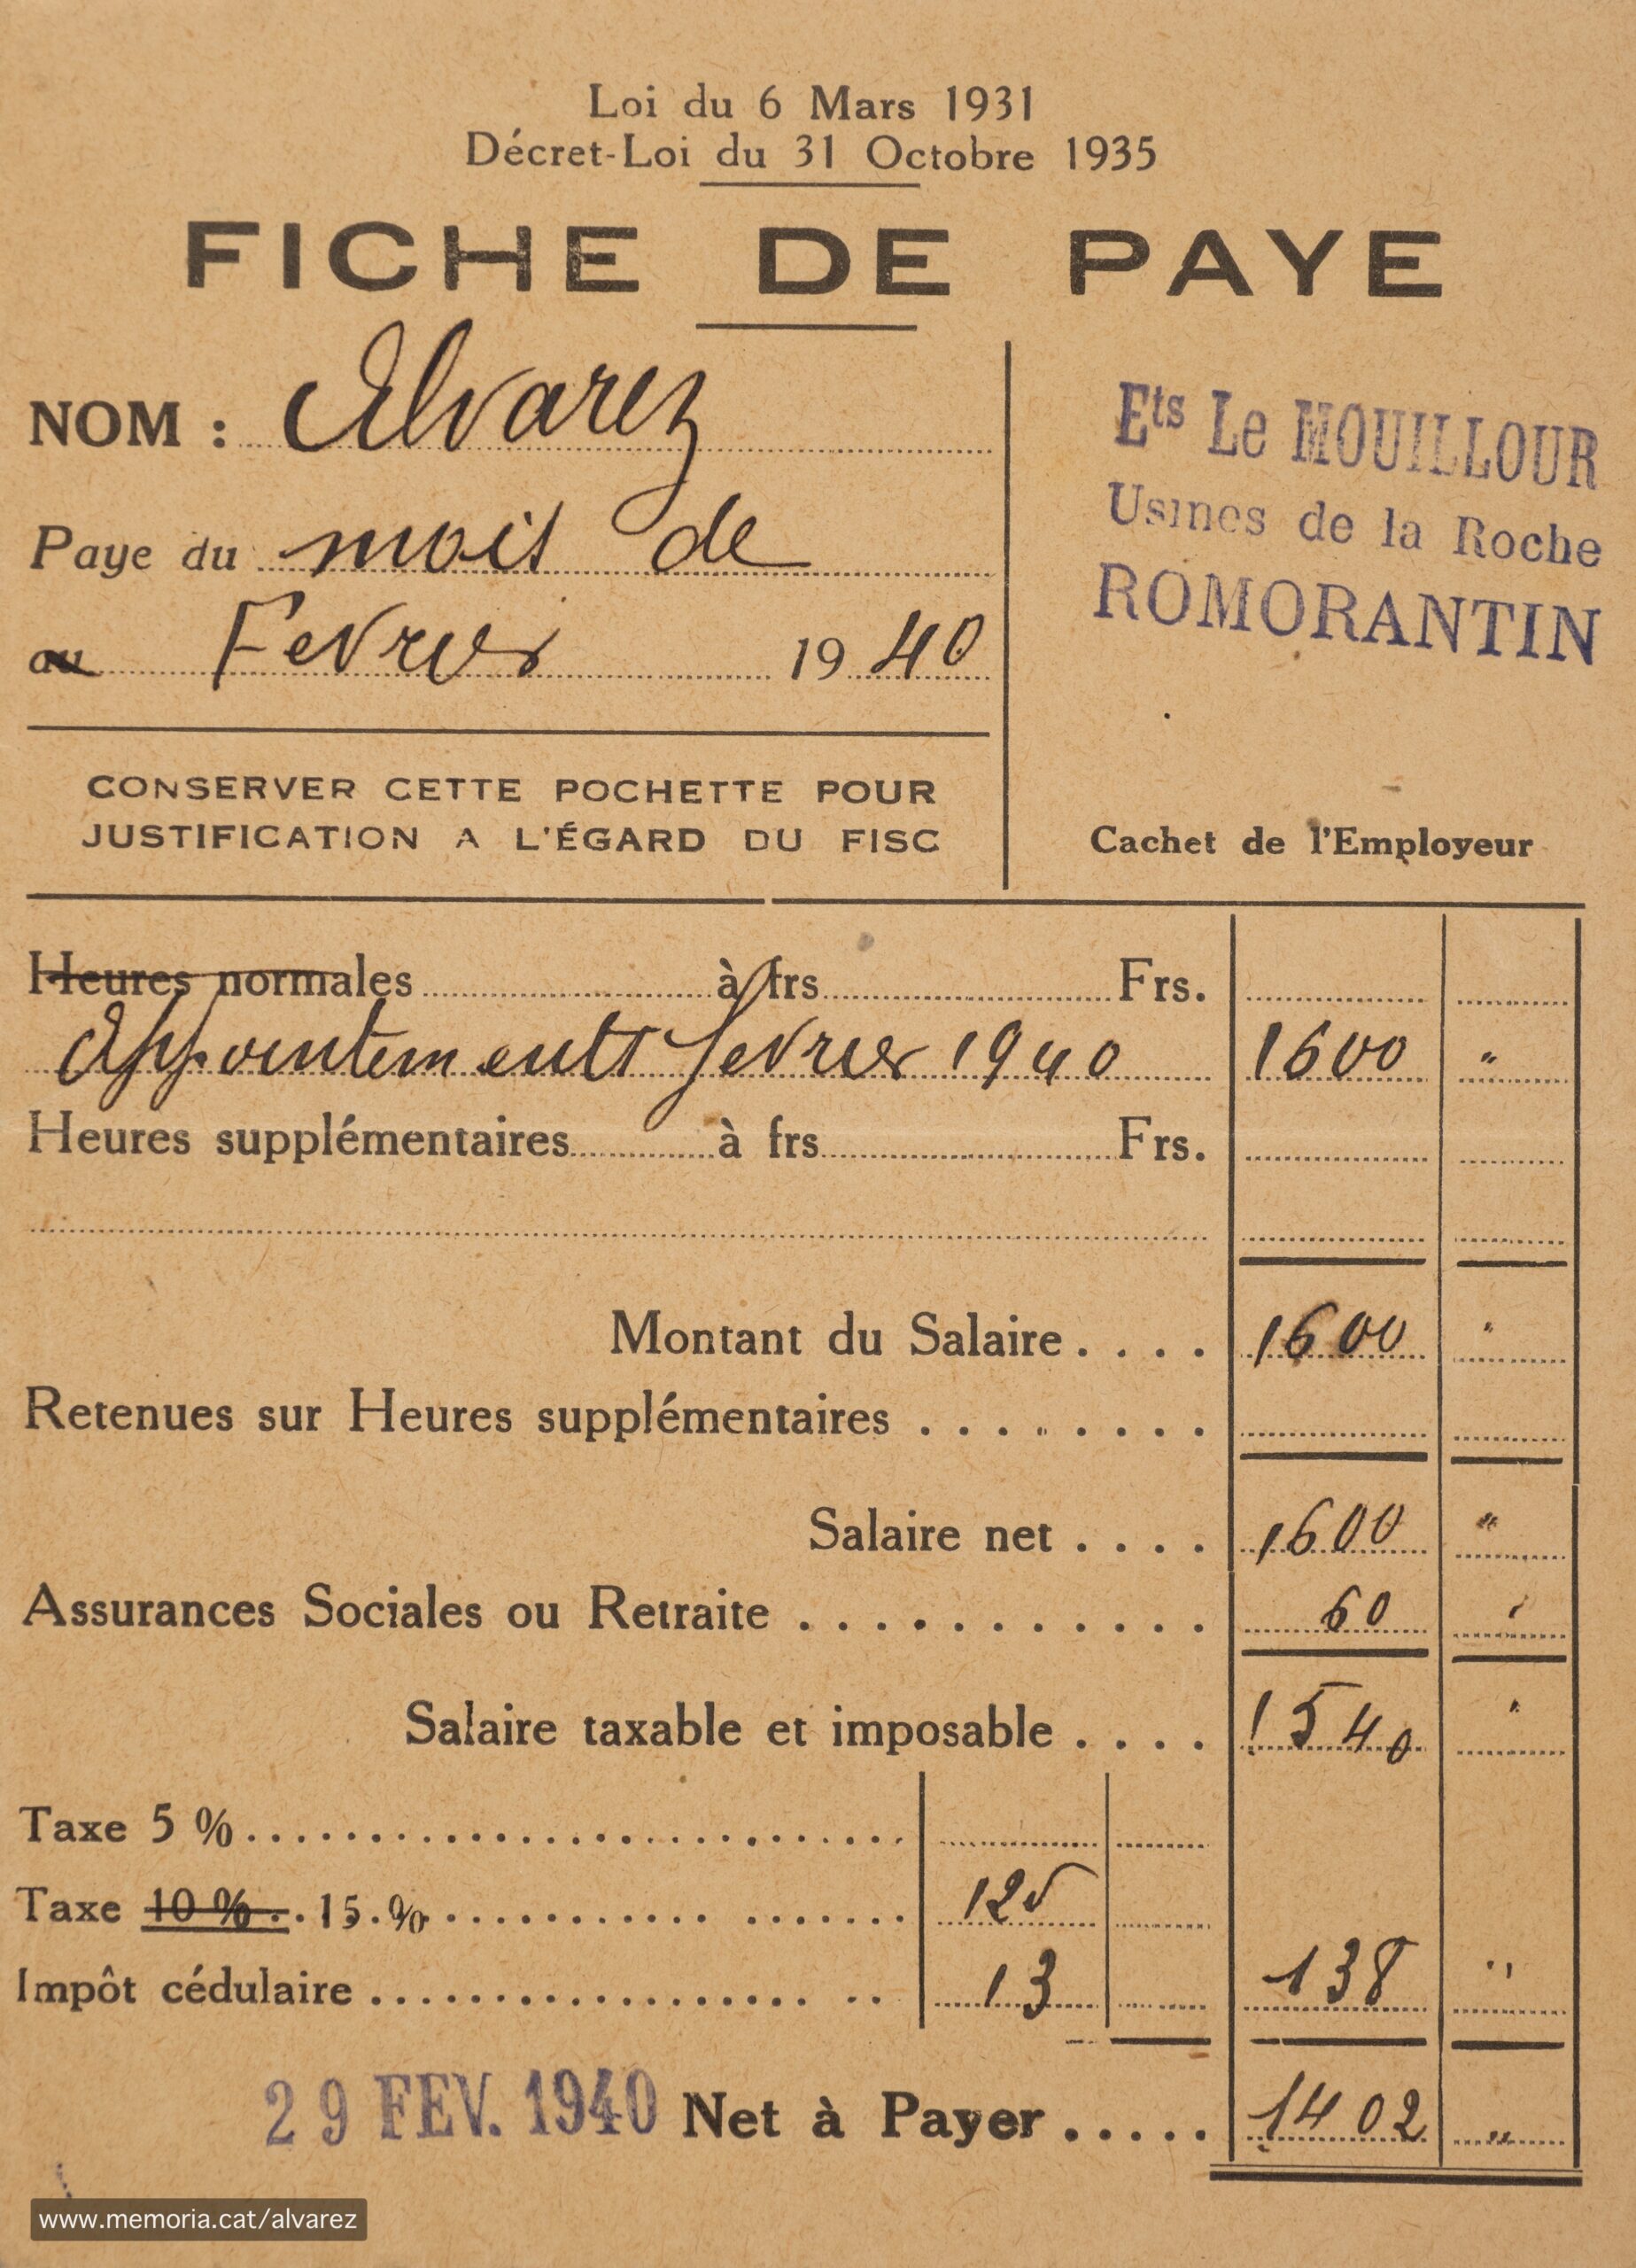 Loi du 6 Mars 1931
Décret-Loi du 31 Octobre 1935
FICHE DE PAYE
NOM : Alvarez
Paye du mois de
au Fevrier 1940
Ets Le MOUILLOUR
Usines de la Roche
ROMORANTIN
CONSERVER CETTE POCHETTE POUR
JUSTIFICATION A L'ÉGARD DU FISC
Cachet de l'Employeur
Heures normales à frs Frs.
Appointements fevrier 1940 1600 "
Heures supplémentaires à frs Frs.
Montant du Salaire 1600 "
Retenues sur Heures supplémentaires
Salaire net 1600 "
Assurances Sociales ou Retraite 60 "
Salaire taxable et imposable 1540 "
Taxe 5 %
Taxe 10 % 15 % 125
Impôt cédulaire 13 138 "
29 FEV. 1940 Net à Payer 1402 "
www.memoria.cat/alvarez